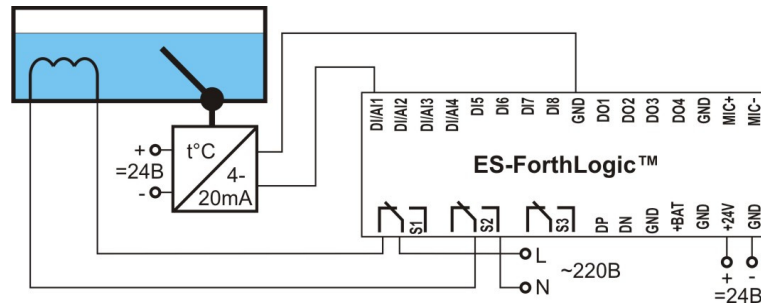 DI/AI1 DI/AI2 DI/AI3 DI/AI4 DI5 DI6 DI7 DI8 GND DO1 DO2 DO3 DO4 GND MIC+ MIC-
+
=24В
-
t°C
4-
20mA
ES-ForthLogic™
S1 S2 S3 DP DN GND +BAT GND +24V GND
L
N
~220В
+ -
=24В